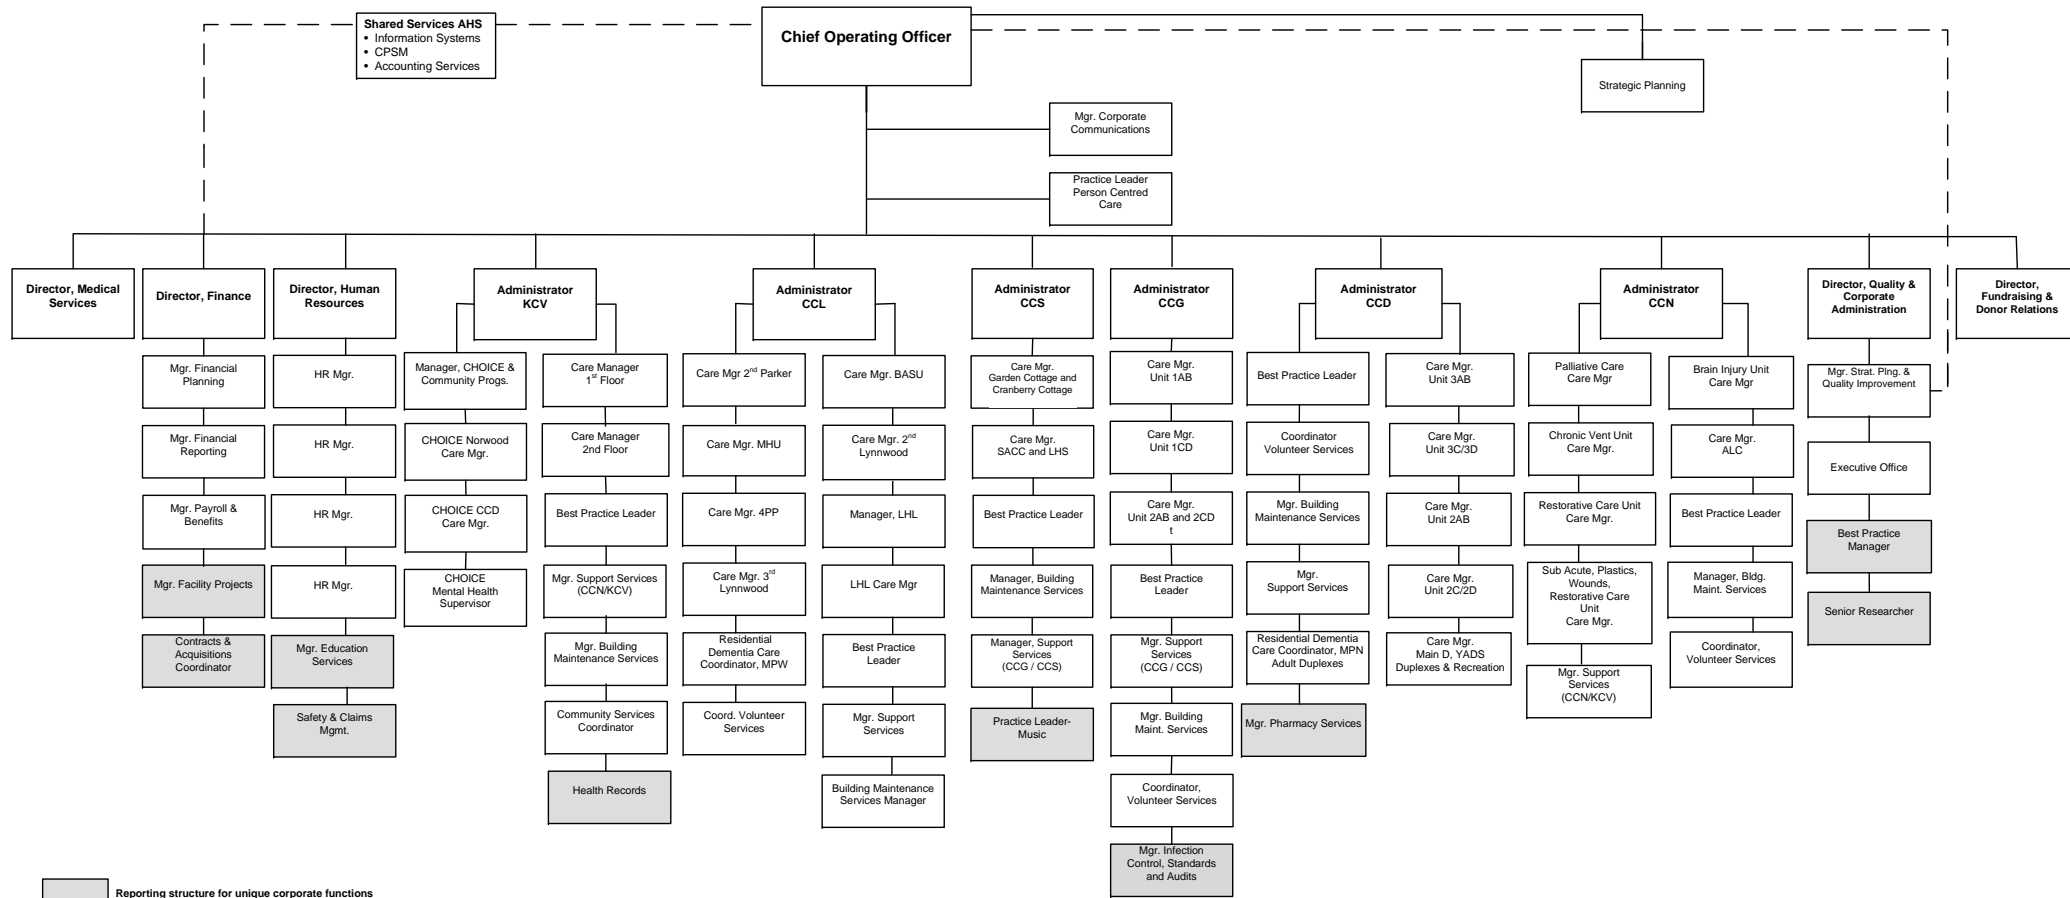 Shared Services AHS
• Information Systems
• CPSM
• Accounting Services
Chief Operating Officer
Strategic Planning
Mgr. Corporate
Communications
Practice Leader
Person Centred
Care
Director, Medical
Services
Director, Finance
Director, Human
Resources
Administrator
KCV
Administrator
CCL
Administrator
CCS
Administrator
CCG
Administrator
CCD
Administrator
CCN
Director, Quality &
Corporate
Administration
Director,
Fundraising &
Donor Relations
Mgr. Financial
Planning
Mgr. Financial
Reporting
Mgr. Payroll &
Benefits
Mgr. Facility Projects
Contracts &
Acquisitions
Coordinator
HR Mgr.
HR Mgr.
HR Mgr.
HR Mgr.
Mgr. Education
Services
Safety & Claims
Mgmt.
Manager, CHOICE &
Community Progs.
CHOICE Norwood
Care Mgr.
CHOICE CCD
Care Mgr.
CHOICE
Mental Health
Supervisor
Care Manager
1st Floor
Care Manager
2nd Floor
Best Practice Leader
Mgr. Support Services
(CCN/KCV)
Mgr. Building
Maintenance Services
Community Services
Coordinator
Health Records
Care Mgr 2nd Parker
Care Mgr. MHU
Care Mgr. 4PP
Care Mgr. 3rd
Lynnwood
Residential
Dementia Care
Coordinator, MPW
Coord. Volunteer
Services
Care Mgr. BASU
Care Mgr. 2nd
Lynnwood
Manager, LHL
LHL Care Mgr
Best Practice
Leader
Mgr. Support
Services
Building Maintenance
Services Manager
Care Mgr.
Garden Cottage and
Cranberry Cottage
Care Mgr.
SACC and LHS
Best Practice Leader
Manager, Building
Maintenance Services
Manager, Support
Services
(CCG / CCS)
Practice Leader-
Music
Care Mgr.
Unit 1AB
Care Mgr.
Unit 1CD
Care Mgr.
Unit 2AB and 2CD
t
Best Practice
Leader
Mgr. Support
Services
(CCG / CCS)
Mgr. Building
Maint. Services
Coordinator,
Volunteer Services
Mgr. Infection
Control, Standards
and Audits
Best Practice Leader
Coordinator
Volunteer Services
Mgr. Building
Maintenance Services
Mgr.
Support Services
Residential Dementia
Care Coordinator, MPN
Adult Duplexes
Mgr. Pharmacy Services
Care Mgr.
Unit 3AB
Care Mgr.
Unit 3C/3D
Care Mgr.
Unit 2AB
Care Mgr.
Unit 2C/2D
Care Mgr.
Main D, YADS
Duplexes & Recreation
Palliative Care
Care Mgr
Chronic Vent Unit
Care Mgr.
Restorative Care Unit
Care Mgr.
Sub Acute, Plastics,
Wounds,
Restorative Care
Unit
Care Mgr.
Mgr. Support
Services
(CCN/KCV)
Brain Injury Unit
Care Mgr
Care Mgr.
ALC
Best Practice Leader
Manager, Bldg.
Maint. Services
Coordinator,
Volunteer Services
Mgr. Strat. Plng. &
Quality Improvement
Executive Office
Best Practice
Manager
Senior Researcher
Reporting structure for unique corporate functions